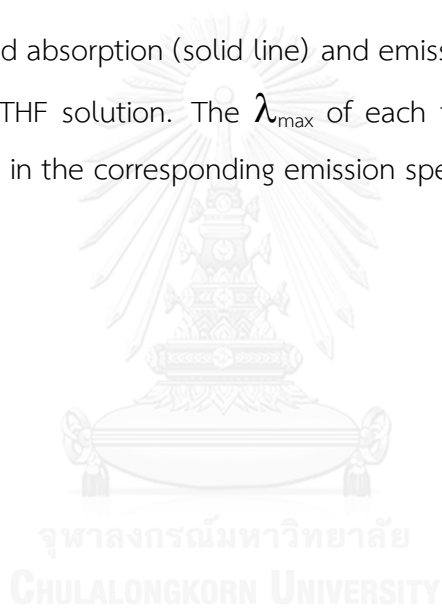 d absorption (solid line) and emiss
THF solution. The λmax of each t
in the corresponding emission spe
จุฬาลงกรณ์มหาวิทยาลัย
CHULALONGKORN UNIVERSITY